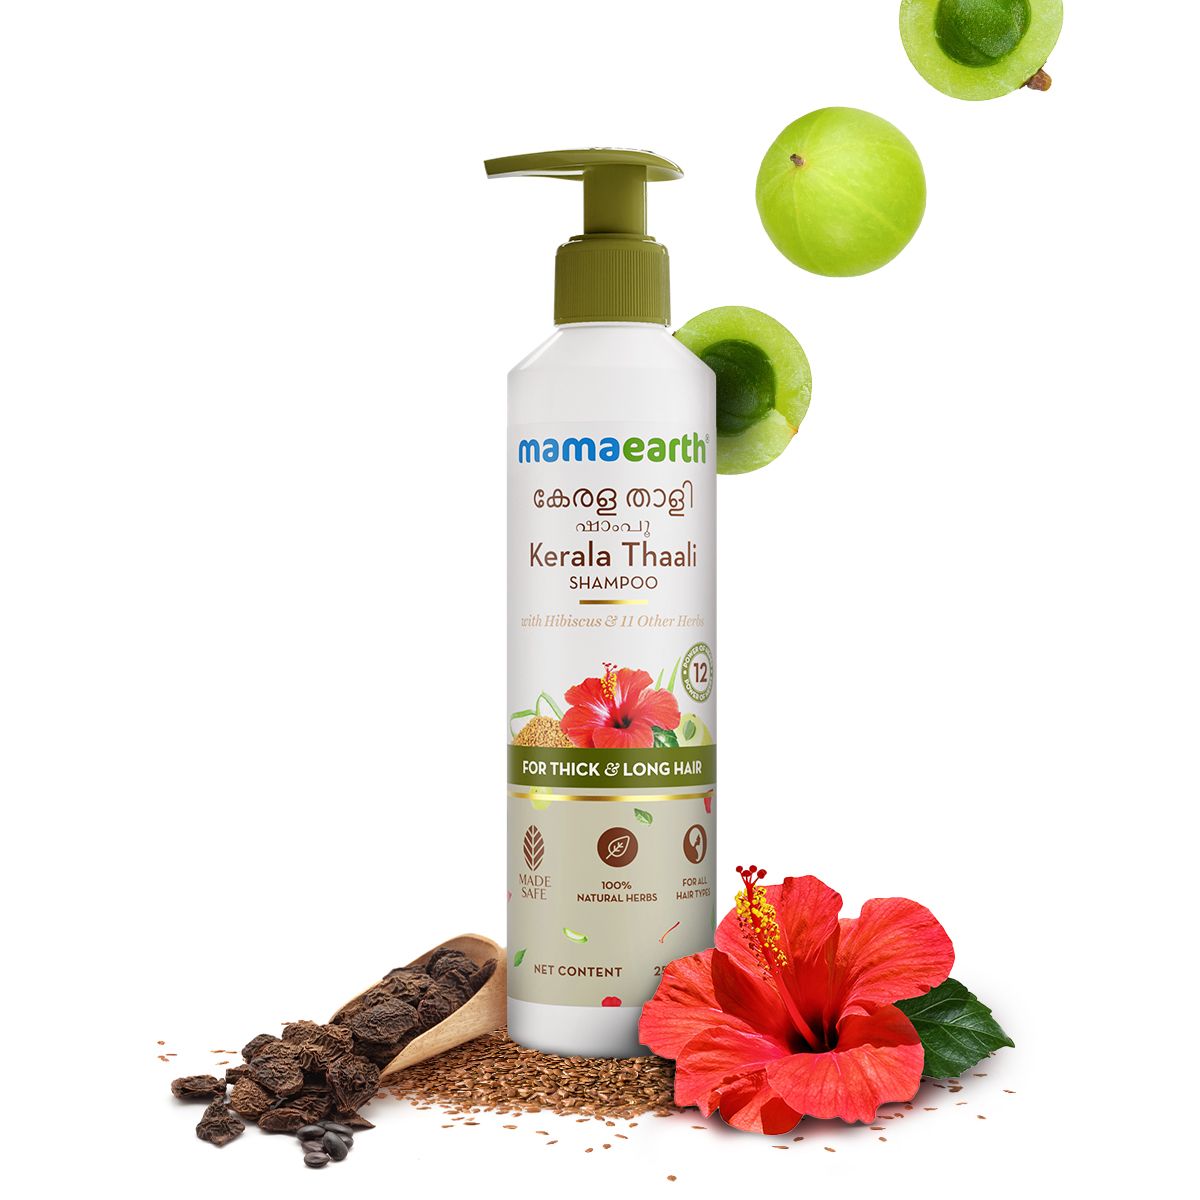 mamaearth®
കേരള താളി
ഷാംപൂ
Kerala Thaali
SHAMPOO
with Hibiscus & 11 Other Herbs
12
FOR THICK & LONG HAIR
MADE
SAFE
100%
NATURAL HERBS
FOR ALL
HAIR TYPES
NET CONTENT